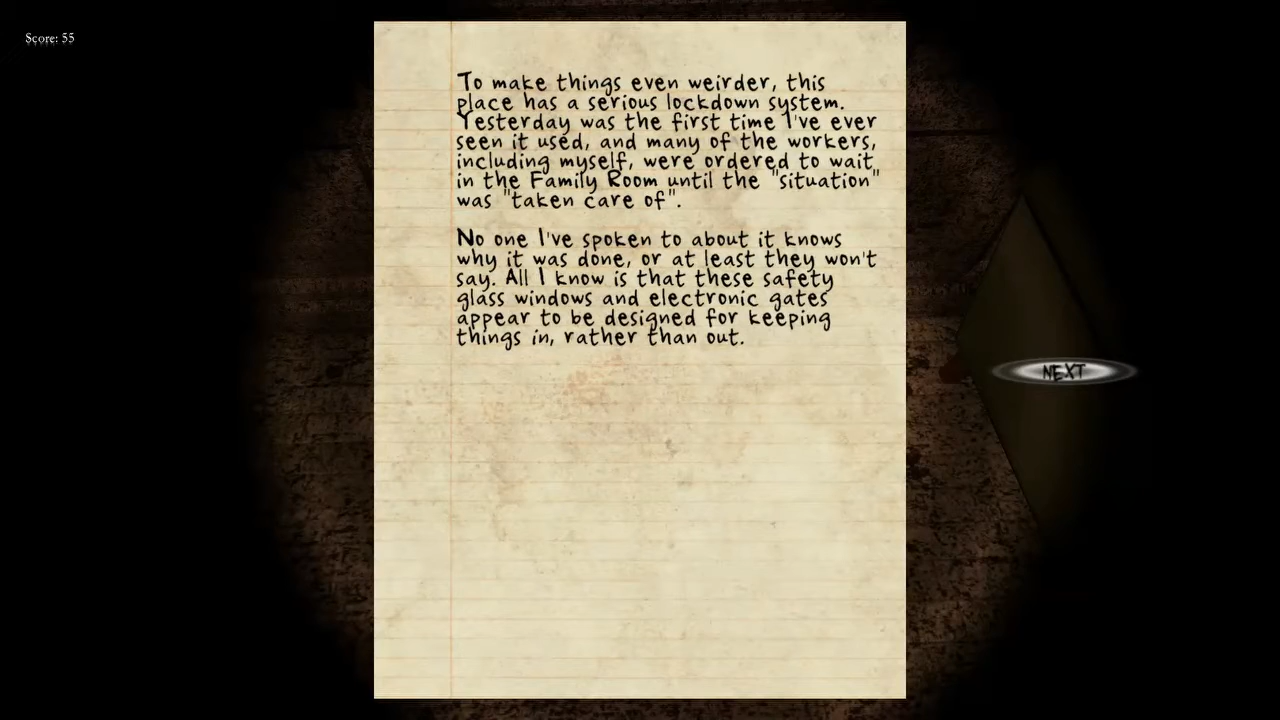 Score: 55
To make things even weirder, this
place has a serious lockdown system.
Yesterday was the first time I've ever
seen it used, and many of the workers,
including myself, were ordered to wait
in the Family Room until the "situation"
was "taken care of".
No one I've spoken to about it knows
why it was done, or at least they won't
say. All I know is that these safety
glass windows and electronic gates
appear to be designed for keeping
things in, rather than out.
NEXT